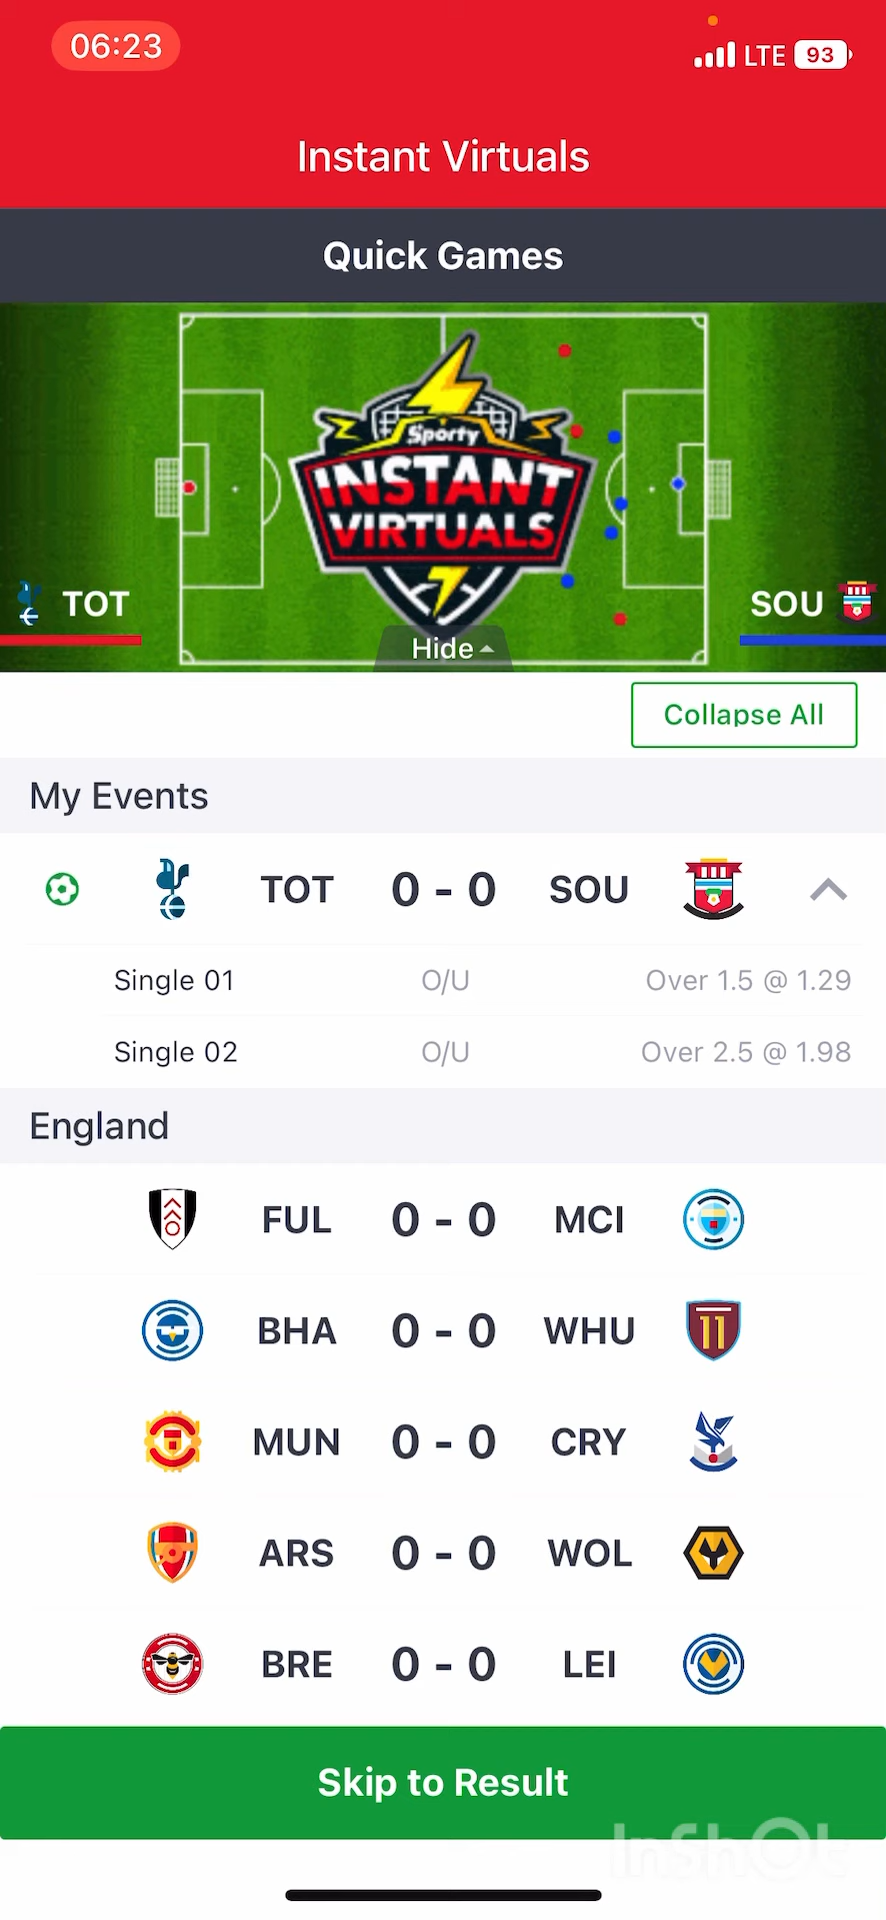 06:23
LTE 93
Instant Virtuals
Quick Games
Sporty
INSTANT
VIRTUALS
TOT
SOU
Hide
Collapse All
My Events
TOT 0 - 0 SOU
Single 01 O/U Over 1.5 @ 1.29
Single 02 O/U Over 2.5 @ 1.98
England
FUL 0 - 0 MCI
BHA 0 - 0 WHU
11
MUN 0 - 0 CRY
ARS 0 - 0 WOL
BRE 0 - 0 LEI
Skip to Result
InShOt